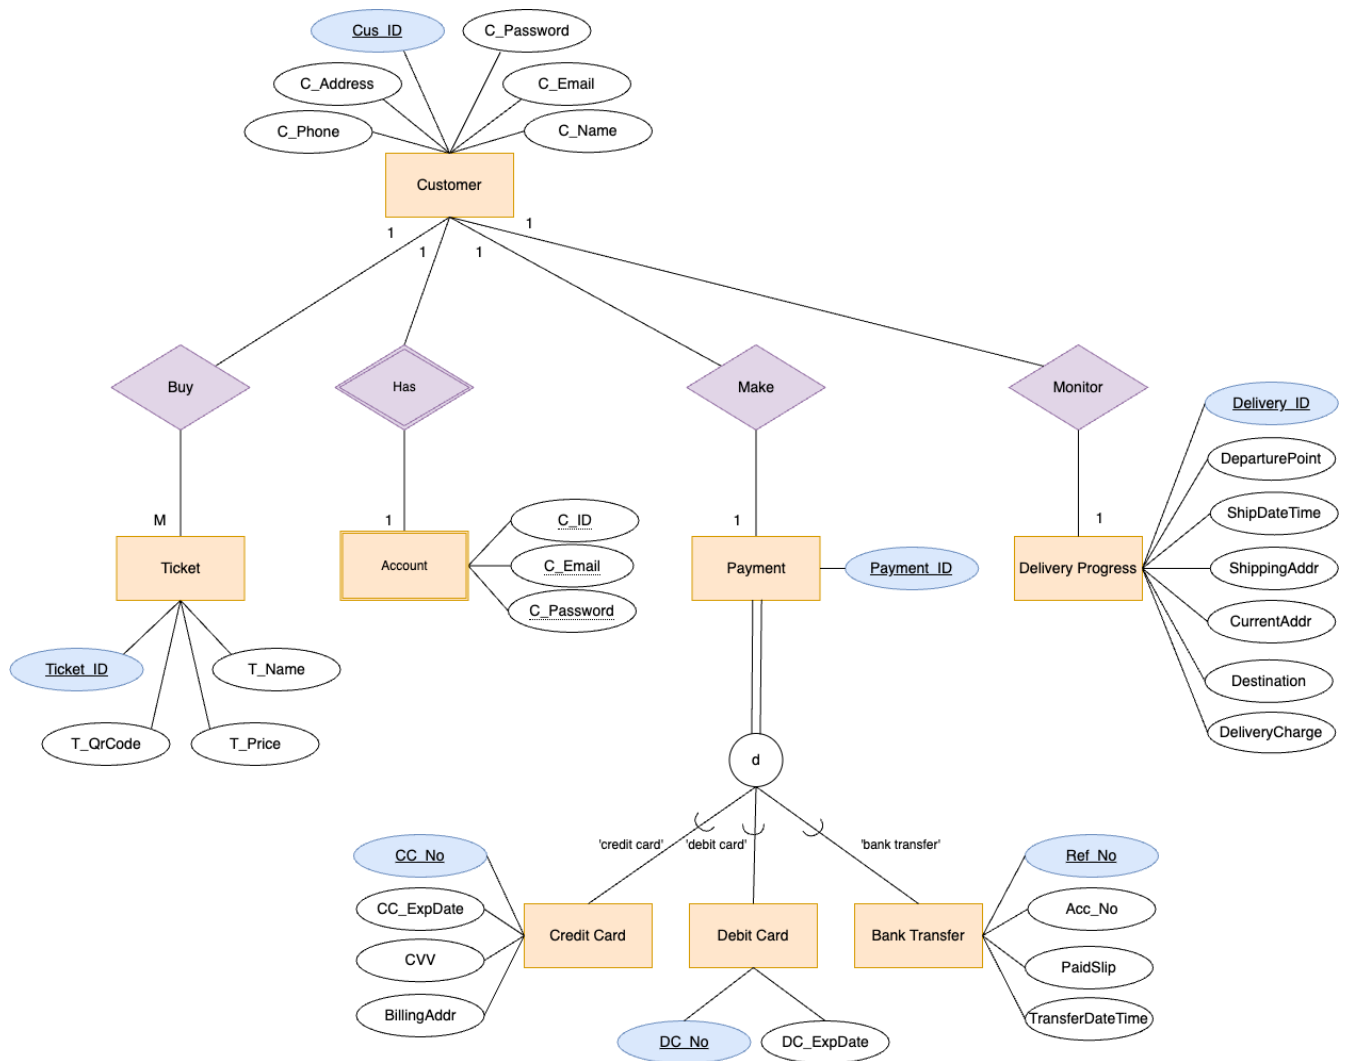 Cus_ID
C_Password
C_Address
C_Email
C_Phone
C_Name
Customer
1
1
1
1
Buy
Has
Make
Monitor
Delivery_ID
DeparturePoint
ShipDateTime
ShippingAddr
CurrentAddr
Destination
DeliveryCharge
M
1
1
1
Ticket
Account
Payment
Delivery Progress
C_ID
C_Email
C_Password
Payment_ID
Ticket_ID
T_Name
T_QrCode
T_Price
d
'credit card'
'debit card'
'bank transfer'
CC_No
CC_ExpDate
CVV
BillingAddr
Credit Card
Debit Card
Bank Transfer
Ref_No
Acc_No
PaidSlip
TransferDateTime
DC_No
DC_ExpDate